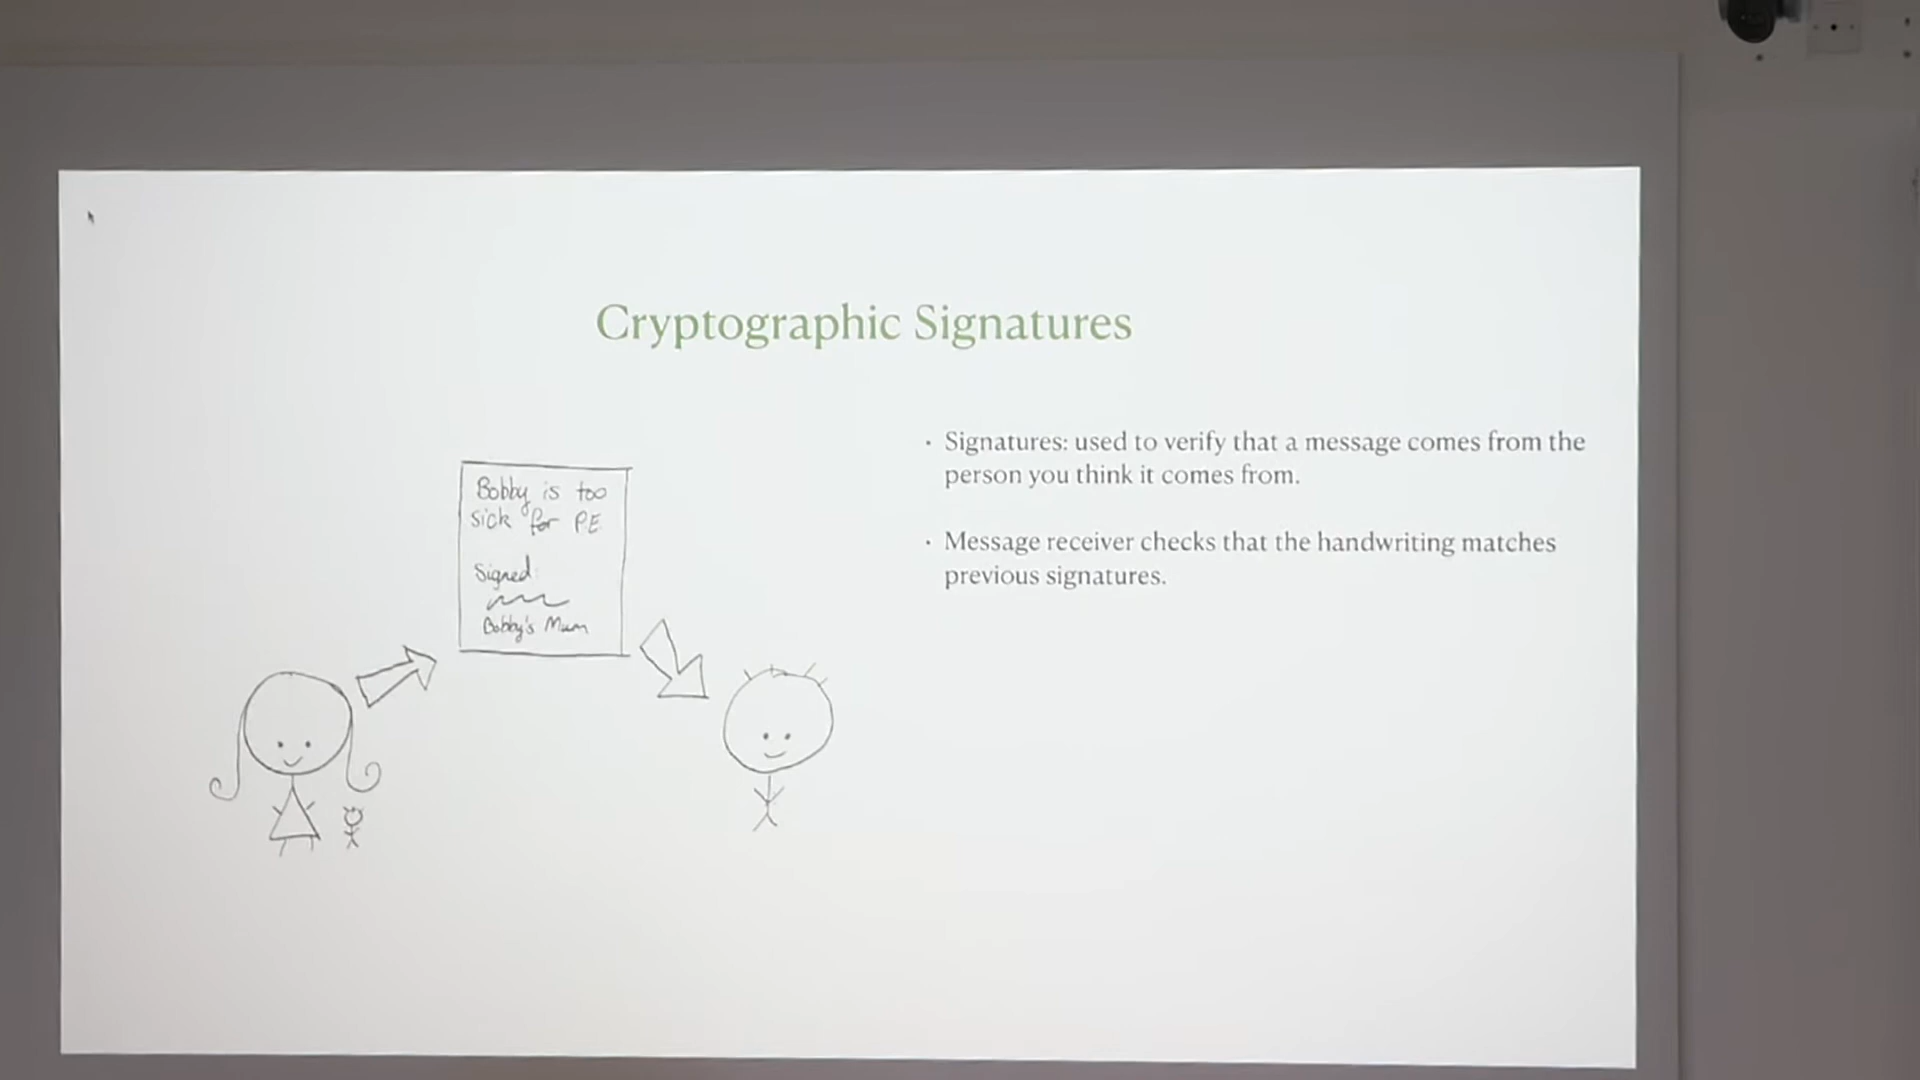 Cryptographic Signatures
Bobby is too
sick for PE
Signed:
Bobby's Mum
· Signatures: used to verify that a message comes from the
person you think it comes from.
· Message receiver checks that the handwriting matches
previous signatures.